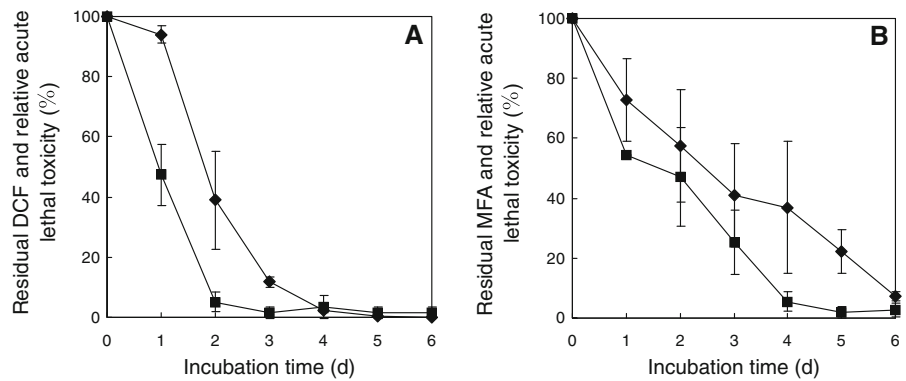 A
Residual DCF and relative acute
lethal toxicity (%)
100
80
60
40
20
0
0 1 2 3 4 5 6
Incubation time (d)
B
Residual MFA and relative acute
lethal toxicity (%)
100
80
60
40
20
0
0 1 2 3 4 5 6
Incubation time (d)